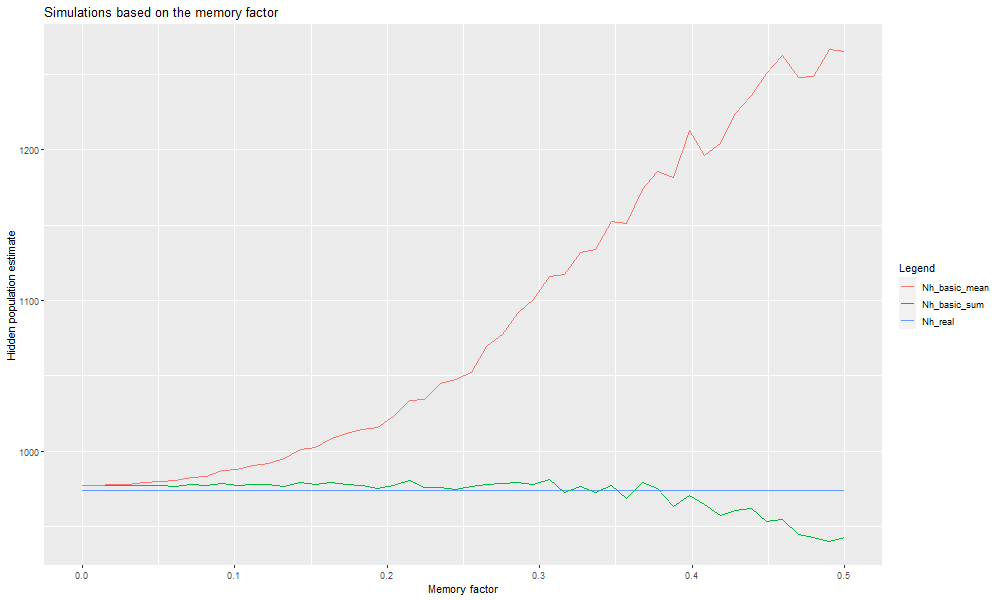 Simulations based on the memory factor
Hidden population estimate
1200
1100
1000
0.0 0.1 0.2 0.3 0.4 0.5
Memory factor
Legend
Nh_basic_mean
Nh_basic_sum
Nh_real